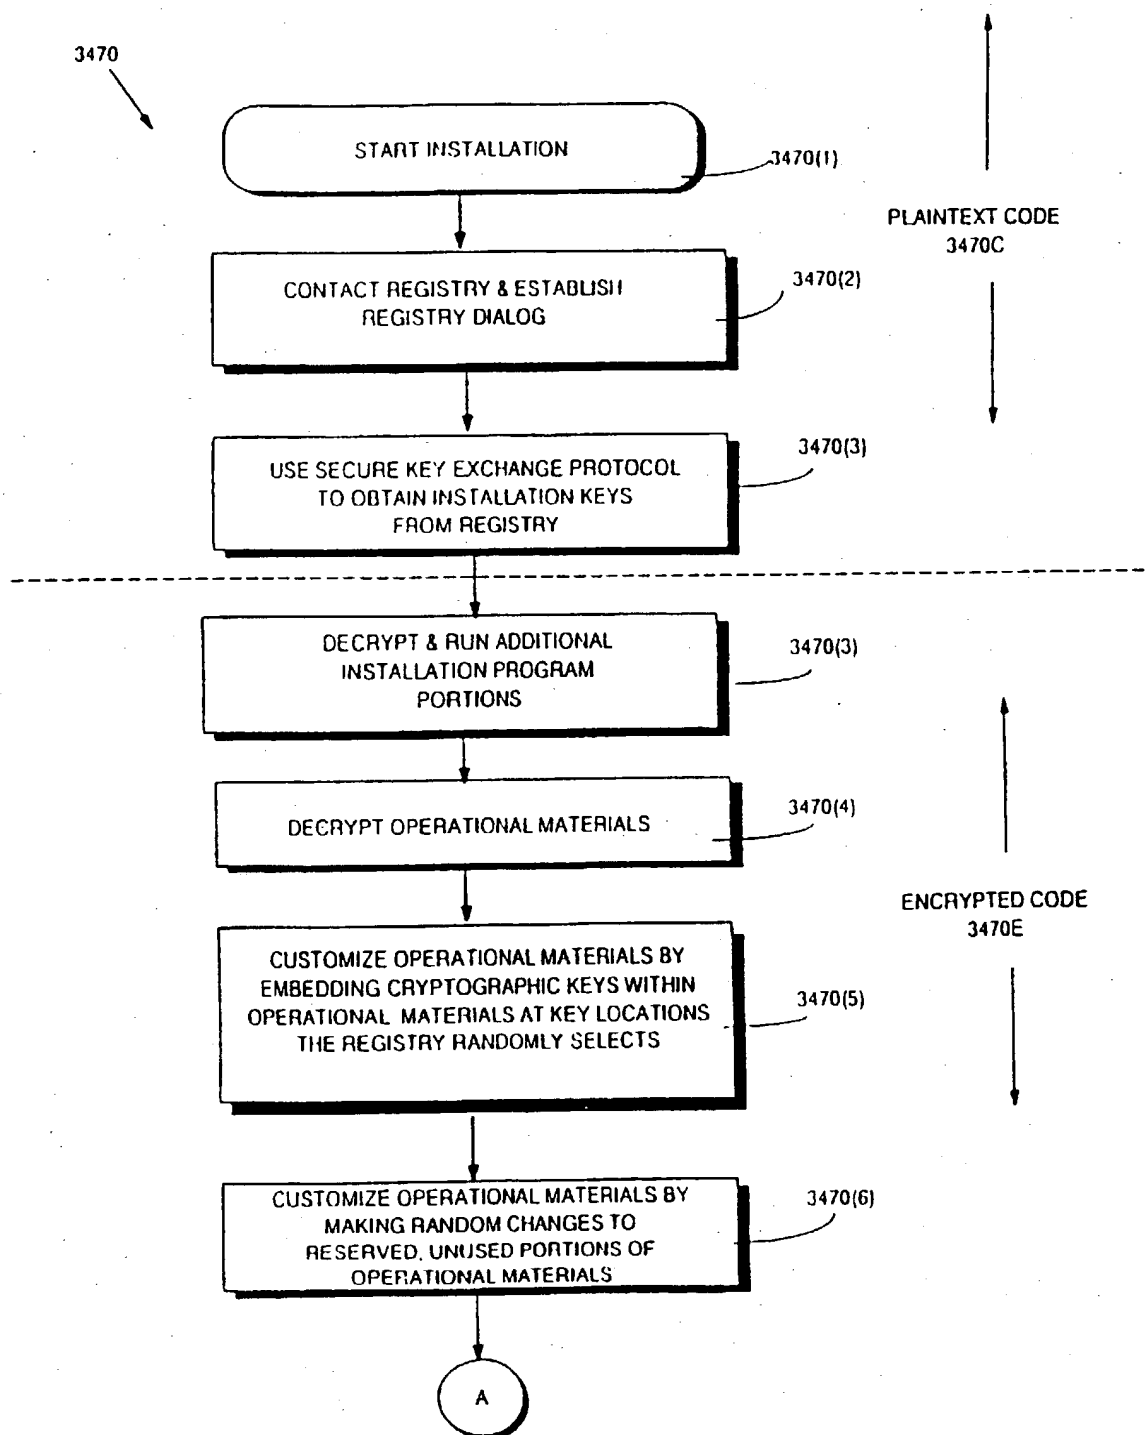 3470
START INSTALLATION
3470(1)
PLAINTEXT CODE
3470C
CONTACT REGISTRY & ESTABLISH
REGISTRY DIALOG
3470(2)
USE SECURE KEY EXCHANGE PROTOCOL
TO OBTAIN INSTALLATION KEYS
FROM REGISTRY
3470(3)
DECRYPT & RUN ADDITIONAL
INSTALLATION PROGRAM
PORTIONS
3470(3)
DECRYPT OPERATIONAL MATERIALS
3470(4)
ENCRYPTED CODE
3470E
CUSTOMIZE OPERATIONAL MATERIALS BY
EMBEDDING CRYPTOGRAPHIC KEYS WITHIN
OPERATIONAL MATERIALS AT KEY LOCATIONS
THE REGISTRY RANDOMLY SELECTS
3470(5)
CUSTOMIZE OPERATIONAL MATERIALS BY
MAKING RANDOM CHANGES TO
RESERVED, UNUSED PORTIONS OF
OPERATIONAL MATERIALS
3470(6)
A